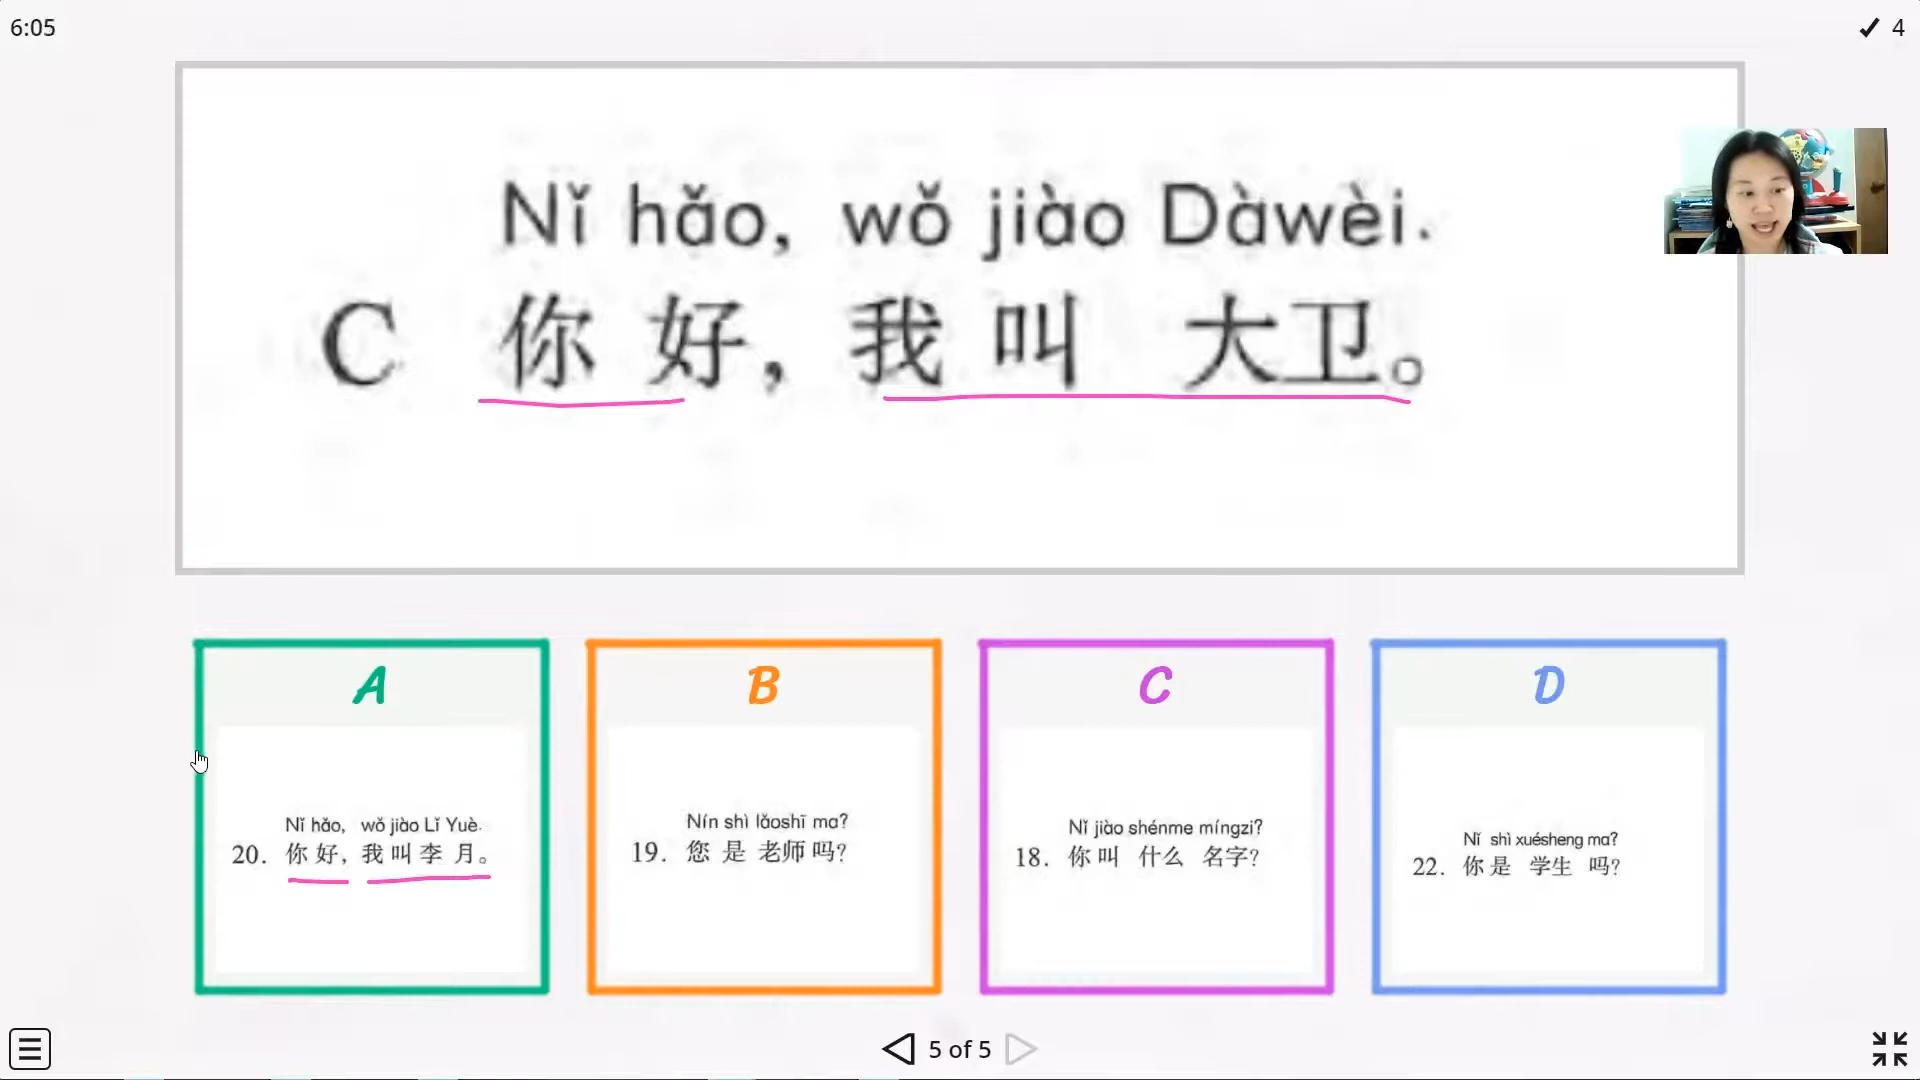 6:05
4
Nǐ hǎo, wǒ jiào Dàwèi.
C 你 好，我 叫 大卫。
A
Nǐ hǎo, wǒ jiào Lǐ Yuè.
20. 你 好，我 叫 李 月。
B
Nín shì lǎoshī ma?
19. 您 是 老师 吗?
C
Nǐ jiào shénme míngzi?
18. 你 叫 什么 名字?
D
Nǐ shì xuésheng ma?
22. 你 是 学生 吗?
5 of 5